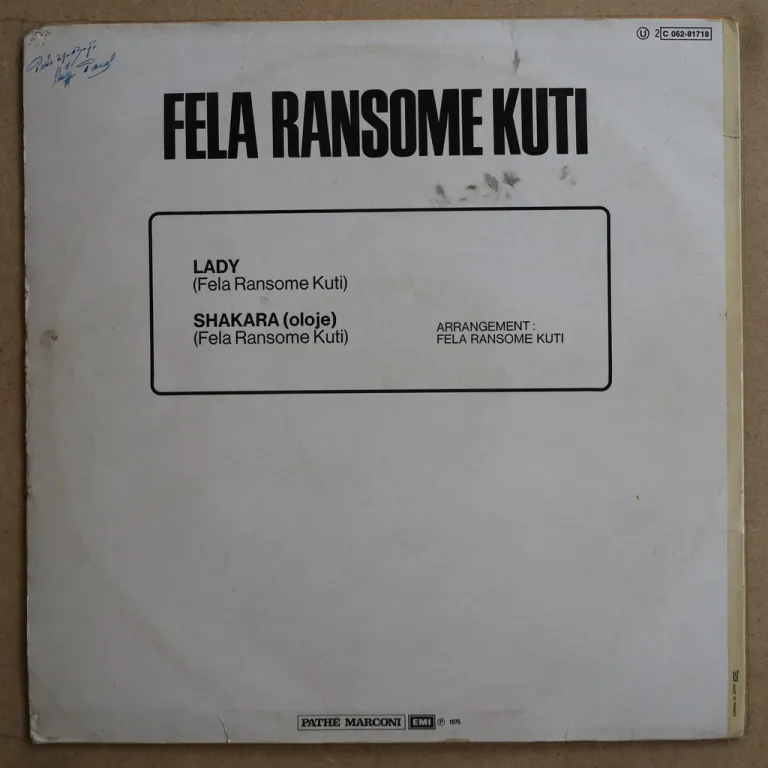 Ⓤ 2 C 062-81718
FELA RANSOME KUTI
LADY
(Fela Ransome Kuti)
SHAKARA (oloje)
(Fela Ransome Kuti)
ARRANGEMENT :
FELA RANSOME KUTI
PATHÉ MARCONI EMI ℗ 1975